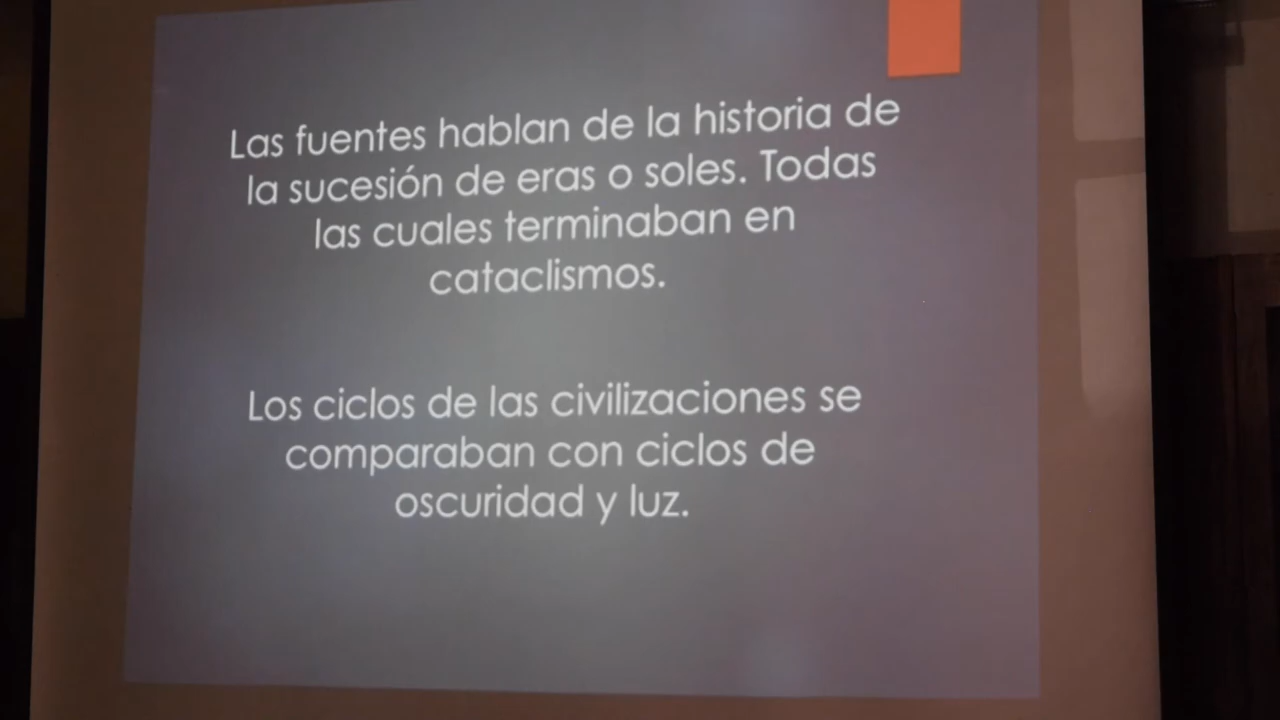 Las fuentes hablan de la historia de
la sucesión de eras o soles. Todas
las cuales terminaban en
cataclismos.
Los ciclos de las civilizaciones se
comparaban con ciclos de
oscuridad y luz.